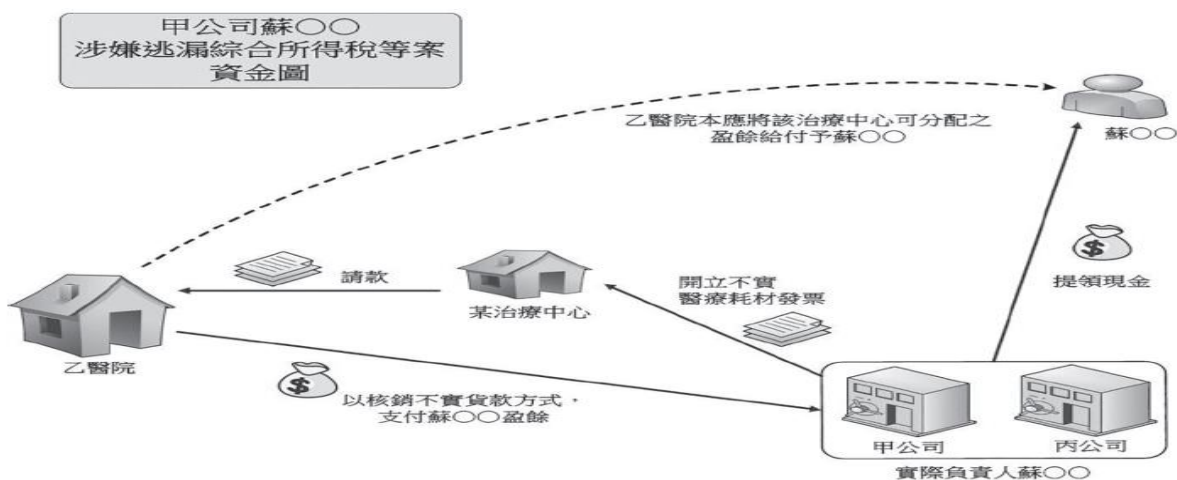 甲公司蘇○○
涉嫌逃漏綜合所得稅等案
資金圖
乙醫院本應將該治療中心可分配之
盈餘給付予蘇○○
蘇○○
請款
某治療中心
開立不實
醫療耗材發票
提領現金
乙醫院
以核銷不實貨款方式，
支付蘇○○盈餘
甲公司
丙公司
實際負責人蘇○○